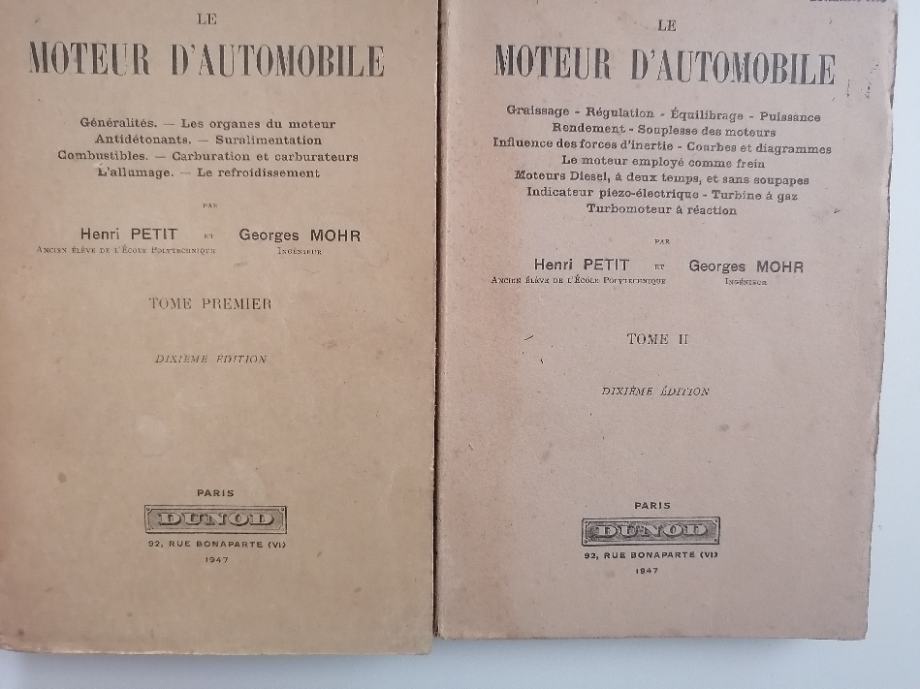 LE
MOTEUR D'AUTOMOBILE
Généralités. — Les organes du moteur
Antidétonants. — Suralimentation
Combustibles. — Carburation et carburateurs
L'allumage. — Le refroidissement
PAR
Henri PETIT ET Georges MOHR
ANCIEN ÉLÈVE DE L'ÉCOLE POLYTECHNIQUE INGÉNIEUR
TOME PREMIER
DIXIÈME ÉDITION
PARIS
DUNOD
92, RUE BONAPARTE (VI)
1947
LE
MOTEUR D'AUTOMOBILE
Graissage - Régulation - Équilibrage - Puissance
Rendement - Souplesse des moteurs
Influence des forces d'inertie - Courbes et diagrammes
Le moteur employé comme frein
Moteurs Diesel, à deux temps, et sans soupapes
Indicateur piezo-électrique - Turbine à gaz
Turbomoteur à réaction
PAR
Henri PETIT ET Georges MOHR
ANCIEN ÉLÈVE DE L'ÉCOLE POLYTECHNIQUE INGÉNIEUR
TOME II
DIXIÈME ÉDITION
PARIS
DUNOD
92, RUE BONAPARTE (VI)
1947